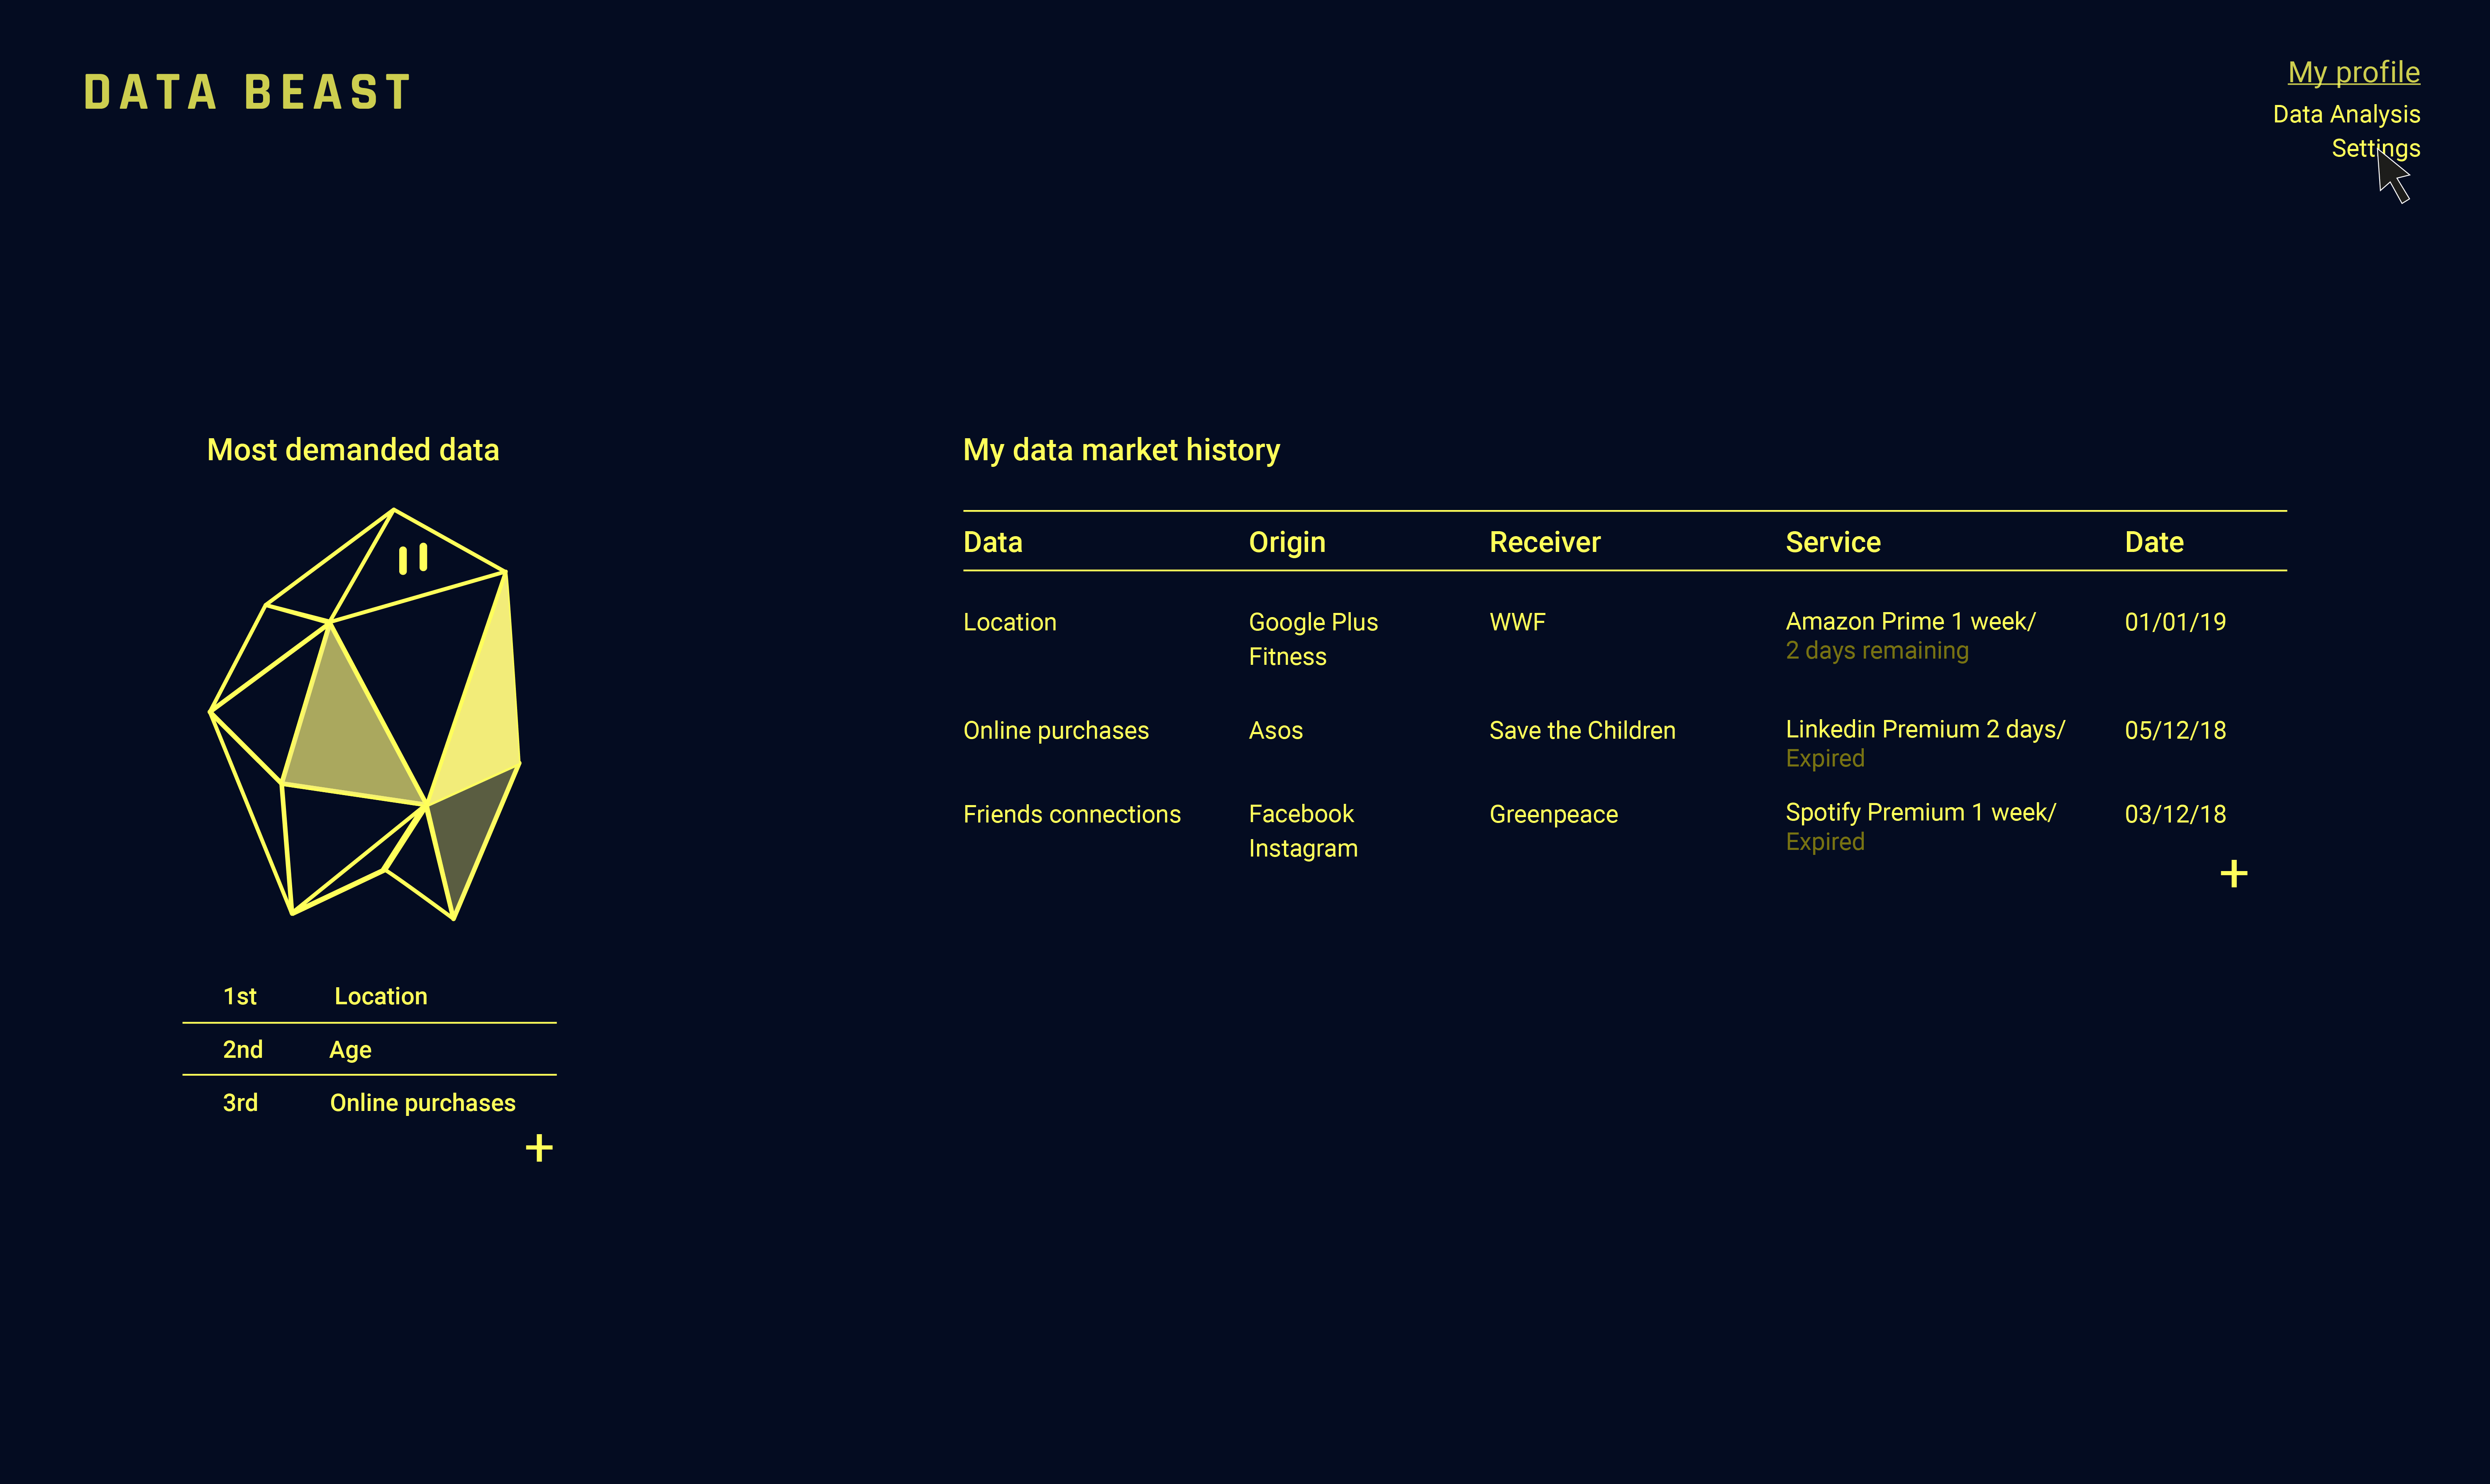 DATA BEAST
My profile
Data Analysis
Settings
Most demanded data
1st Location
2nd Age
3rd Online purchases
+
My data market history
Data Origin Receiver Service Date
Location Google Plus WWF Amazon Prime 1 week/ 01/01/19
Fitness 2 days remaining
Online purchases Asos Save the Children Linkedin Premium 2 days/ 05/12/18
Expired
Friends connections Facebook Greenpeace Spotify Premium 1 week/ 03/12/18
Instagram Expired
+